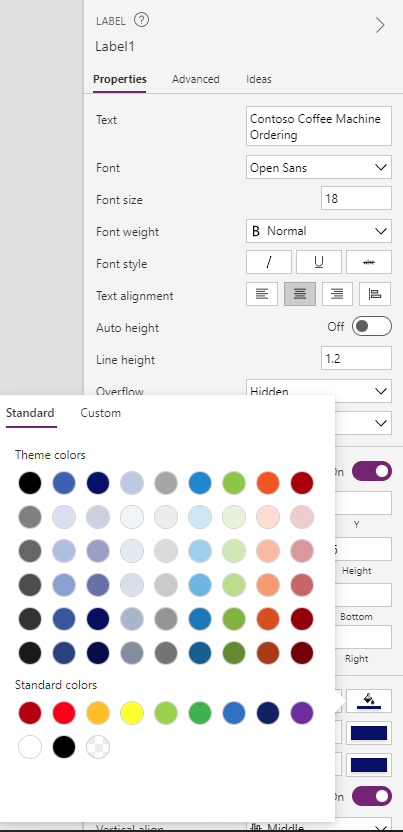 LABEL ?
Label1
Properties Advanced Ideas
Text
Contoso Coffee Machine
Ordering
Font Open Sans
Font size 18
Font weight B Normal
Font style / U abc
Text alignment
Auto height Off
Line height 1.2
Overflow Hidden
Standard Custom
Theme colors
On
Y
Height
Bottom
Right
Standard colors
On
Vertical align Middle